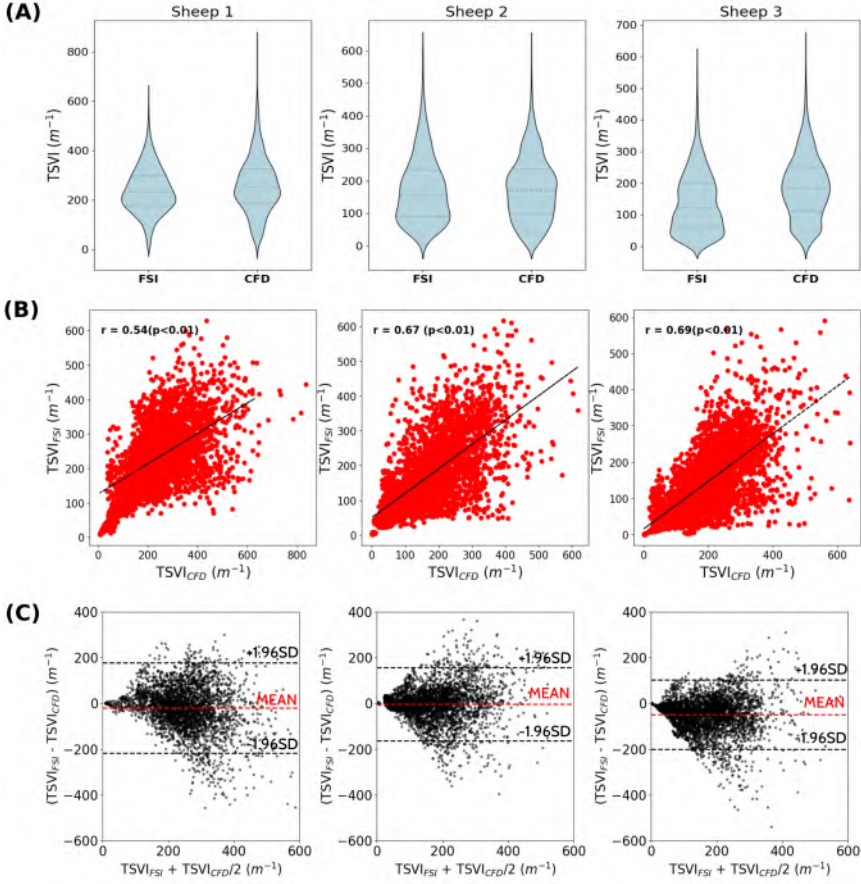 (A)
Sheep 1
Sheep 2
Sheep 3
TSVI (m⁻¹)
800
600
400
200
0
FSI
CFD
TSVI (m⁻¹)
600
500
400
300
200
100
0
FSI
CFD
TSVI (m⁻¹)
700
600
500
400
300
200
100
0
FSI
CFD
(B)
r = 0.54(p<0.01)
TSVI_FSI (m⁻¹)
600
500
400
300
200
100
0
0 200 400 600 800
TSVI_CFD (m⁻¹)
r = 0.67 (p<0.01)
TSVI_FSI (m⁻¹)
600
500
400
300
200
100
0
0 100 200 300 400 500 600
TSVI_CFD (m⁻¹)
r = 0.69(p<0.01)
TSVI_FSI (m⁻¹)
600
500
400
300
200
100
0
0 200 400 600
TSVI_CFD (m⁻¹)
(C)
(TSVI_FSI - TSVI_CFD) (m⁻¹)
400
200
0
−200
−400
−600
+1.96SD
MEAN
-1.96SD
0 200 400 600
TSVI_FSI + TSVI_CFD/2 (m⁻¹)
(TSVI_FSI - TSVI_CFD) (m⁻¹)
400
200
0
−200
−400
−600
+1.96SD
MEAN
-1.96SD
0 100 200 300 400 500 600
TSVI_FSI + TSVI_CFD/2 (m⁻¹)
(TSVI_FSI - TSVI_CFD) (m⁻¹)
400
200
0
−200
−400
−600
+1.96SD
MEAN
-1.96SD
0 100 200 300 400 500 600
TSVI_FSI + TSVI_CFD/2 (m⁻¹)